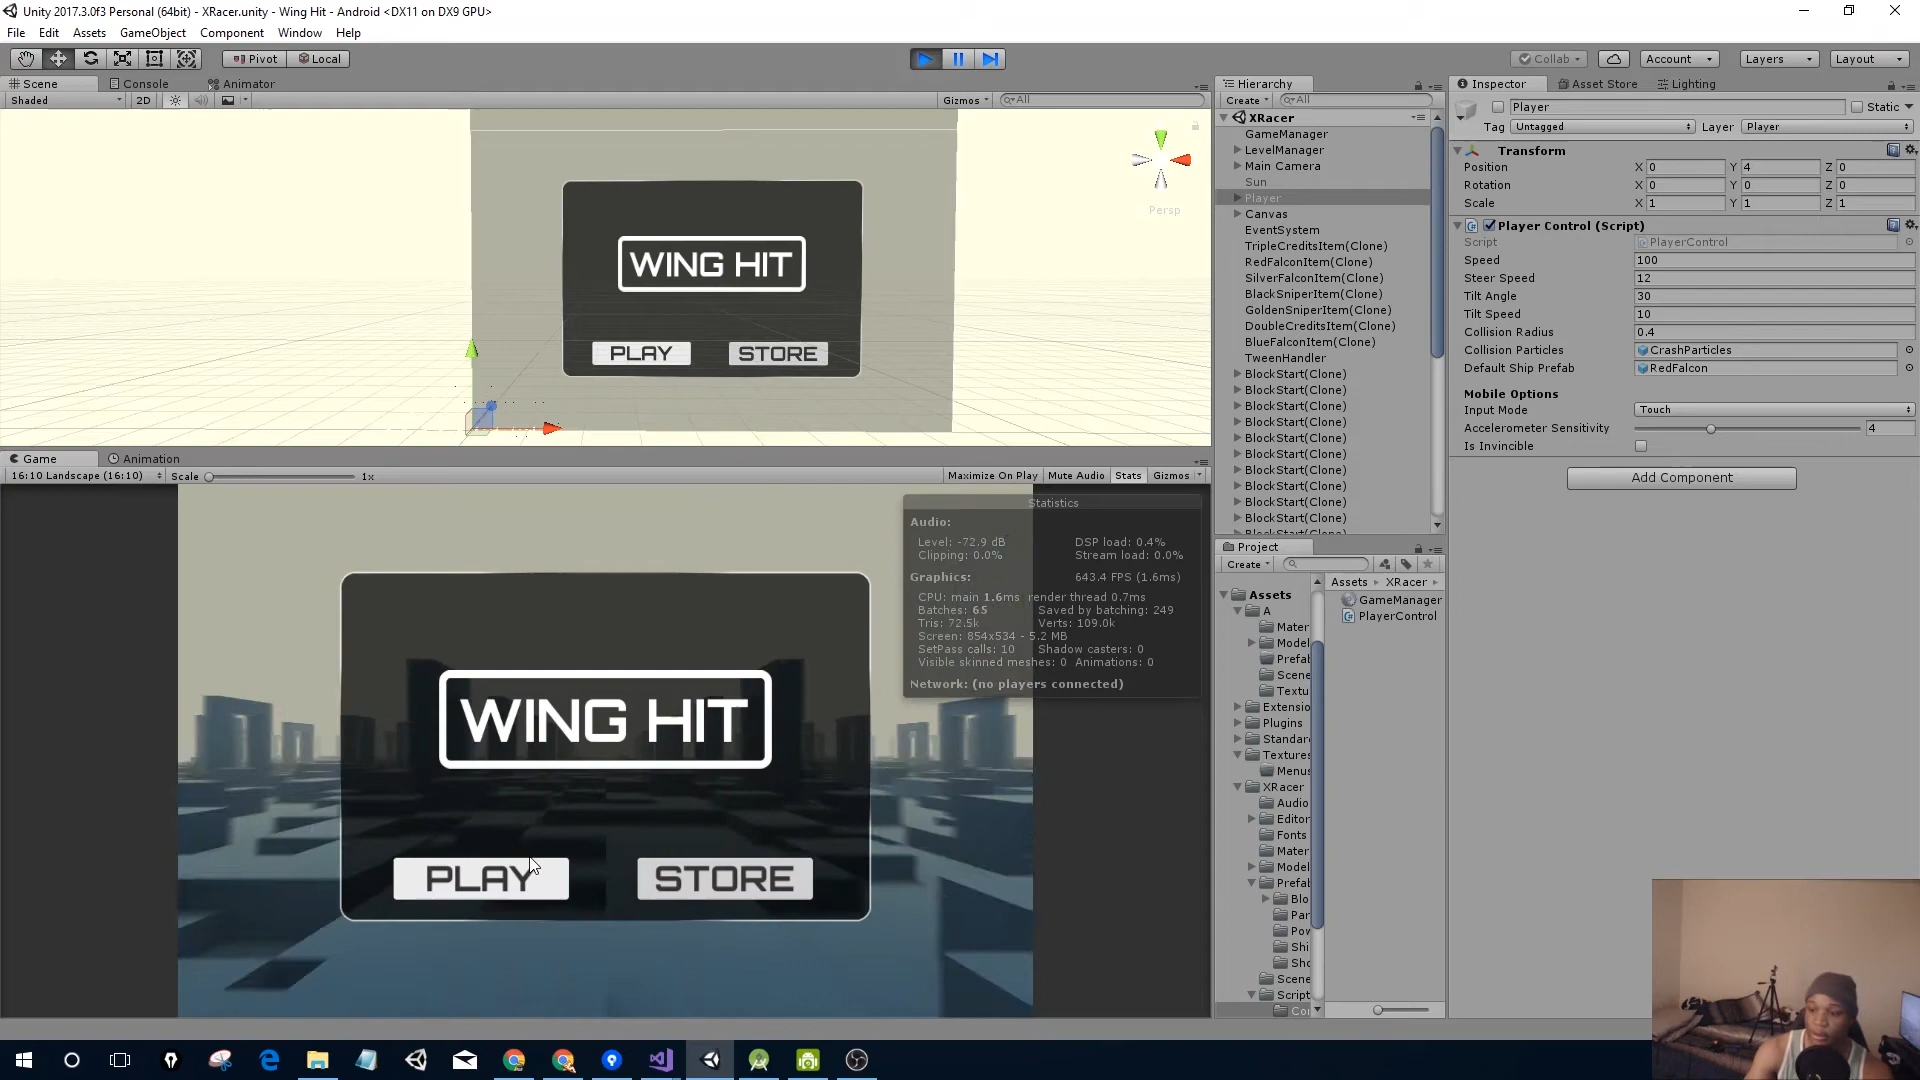 Unity 2017.3.0f3 Personal (64bit) - XRacer.unity - Wing Hit - Android <DX11 on DX9 GPU>
File Edit Assets GameObject Component Window Help
Pivot Local Collab Account Layers Layout
Scene Console Animator
Shaded 2D Gizmos All
Persp
WING HIT
PLAY STORE
Game Animation
16:10 Landscape (16:10) Scale 1x Maximize On Play Mute Audio Stats Gizmos
Statistics
Audio:
Level: -72.9 dB DSP load: 0.4%
Clipping: 0.0% Stream load: 0.0%
Graphics: 643.4 FPS (1.6ms)
CPU: main 1.6ms render thread 0.7ms
Batches: 65 Saved by batching: 249
Tris: 72.5k Verts: 109.0k
Screen: 854x534 - 5.2 MB
SetPass calls: 10 Shadow casters: 0
Visible skinned meshes: 0 Animations: 0
Network: (no players connected)
WING HIT
PLAY STORE
Hierarchy
Create All
XRacer
GameManager
LevelManager
Main Camera
Sun
Player
Canvas
EventSystem
TripleCreditsItem(Clone)
RedFalconItem(Clone)
SilverFalconItem(Clone)
BlackSniperItem(Clone)
GoldenSniperItem(Clone)
DoubleCreditsItem(Clone)
BlueFalconItem(Clone)
TweenHandler
BlockStart(Clone)
BlockStart(Clone)
BlockStart(Clone)
BlockStart(Clone)
BlockStart(Clone)
BlockStart(Clone)
BlockStart(Clone)
BlockStart(Clone)
BlockStart(Clone)
BlockStart(Clone)
Project
Create
Assets
A
Mater
Model
Prefab
Scene
Textu
Extensio
Plugins
Standar
Textures
Menus
XRacer
Audio
Editor
Fonts
Mater
Model
Prefab
Blo
Par
Pov
Shi
Sho
Scene
Script
Assets XRacer
GameManager
PlayerControl
Inspector Asset Store Lighting
Player Static
Tag Untagged Layer Player
Transform
Position X 0 Y 4 Z 0
Rotation X 0 Y 0 Z 0
Scale X 1 Y 1 Z 1
Player Control (Script)
Script PlayerControl
Speed 100
Steer Speed 12
Tilt Angle 30
Tilt Speed 10
Collision Radius 0.4
Collision Particles CrashParticles
Default Ship Prefab RedFalcon
Mobile Options
Input Mode Touch
Accelerometer Sensitivity 4
Is Invincible
Add Component